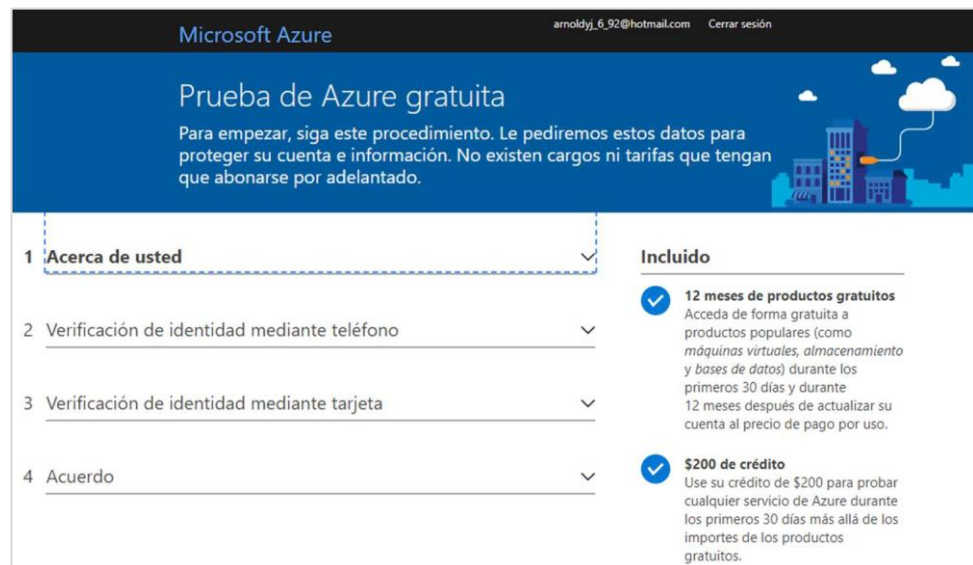 Microsoft Azure
arnoldyj_6_92@hotmail.com Cerrar sesión
Prueba de Azure gratuita
Para empezar, siga este procedimiento. Le pediremos estos datos para
proteger su cuenta e información. No existen cargos ni tarifas que tengan
que abonarse por adelantado.
1 Acerca de usted
2 Verificación de identidad mediante teléfono
3 Verificación de identidad mediante tarjeta
4 Acuerdo
Incluido
12 meses de productos gratuitos
Acceda de forma gratuita a
productos populares (como
máquinas virtuales, almacenamiento
y bases de datos) durante los
primeros 30 días y durante
12 meses después de actualizar su
cuenta al precio de pago por uso.
$200 de crédito
Use su crédito de $200 para probar
cualquier servicio de Azure durante
los primeros 30 días más allá de los
importes de los productos
gratuitos.